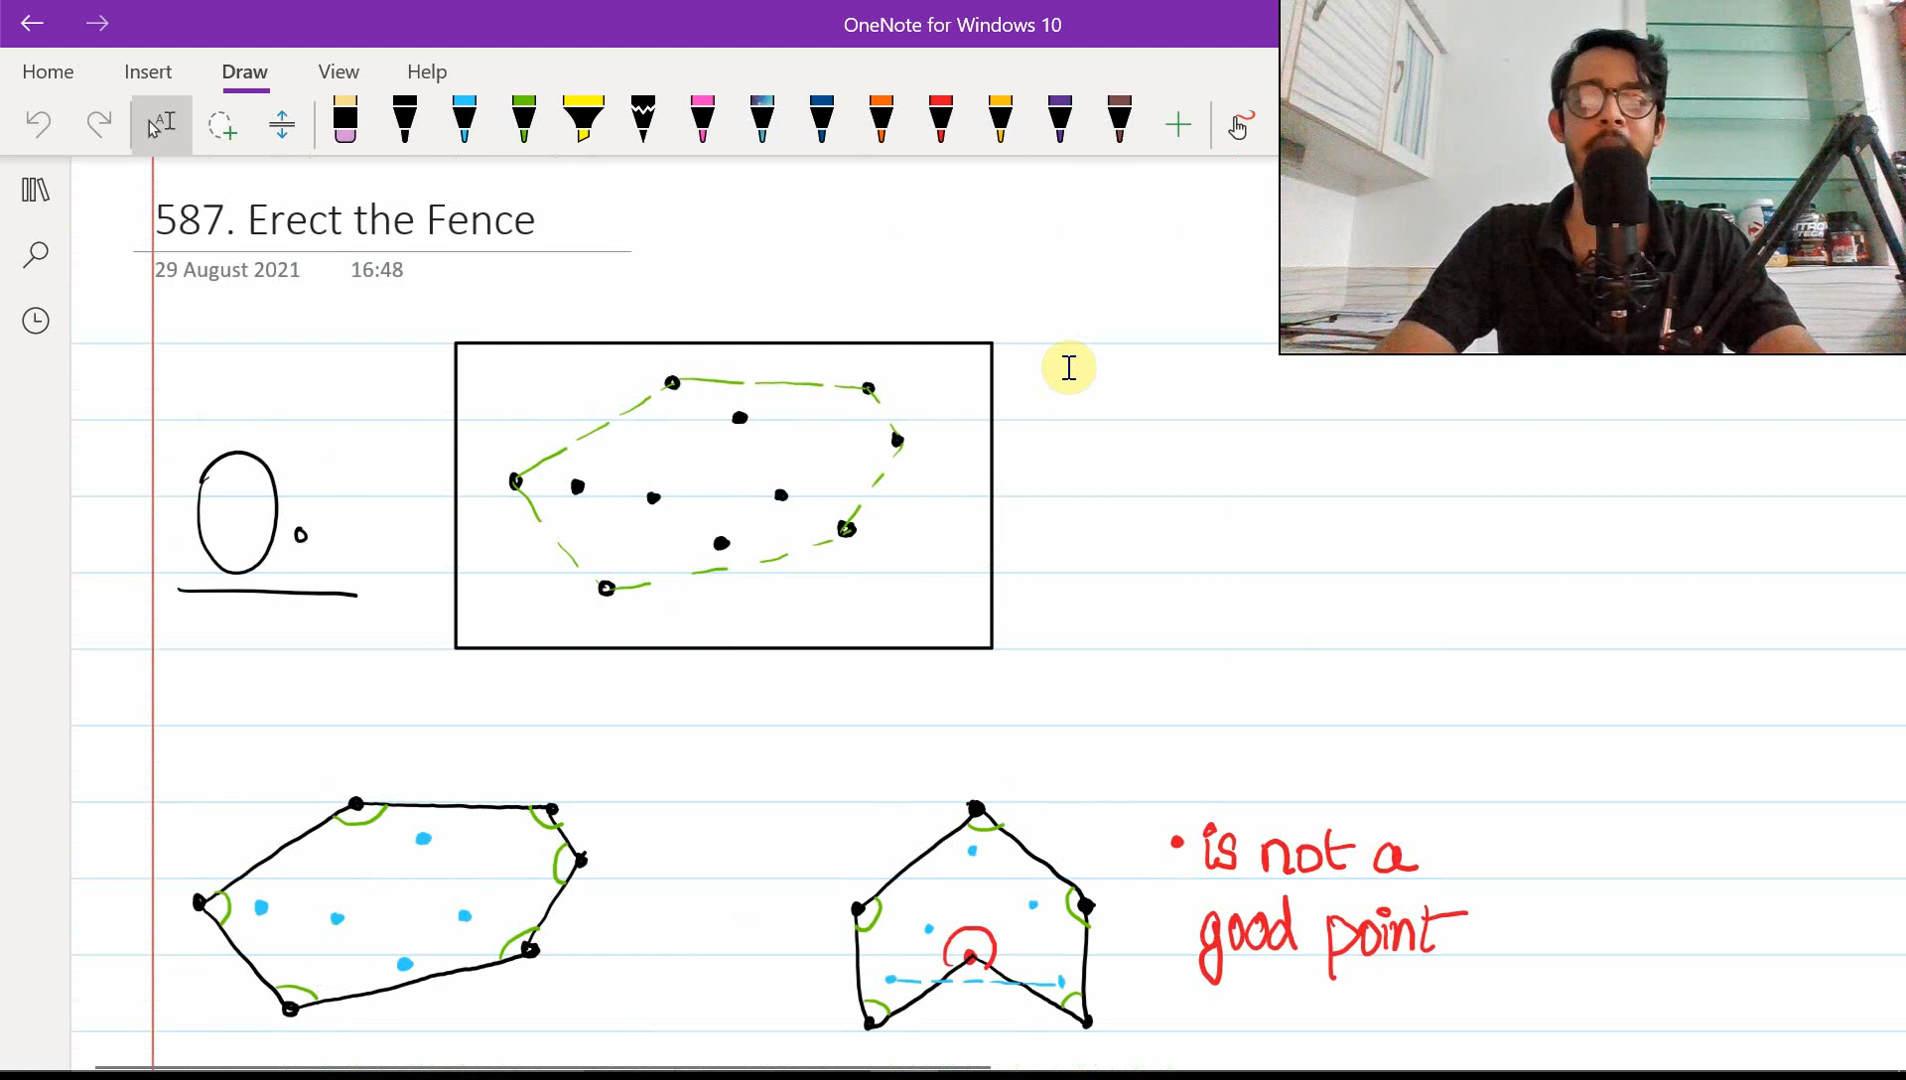 OneNote for Windows 10
Home Insert Draw View Help
587. Erect the Fence
29 August 2021 16:48
0.
• is not a
good point